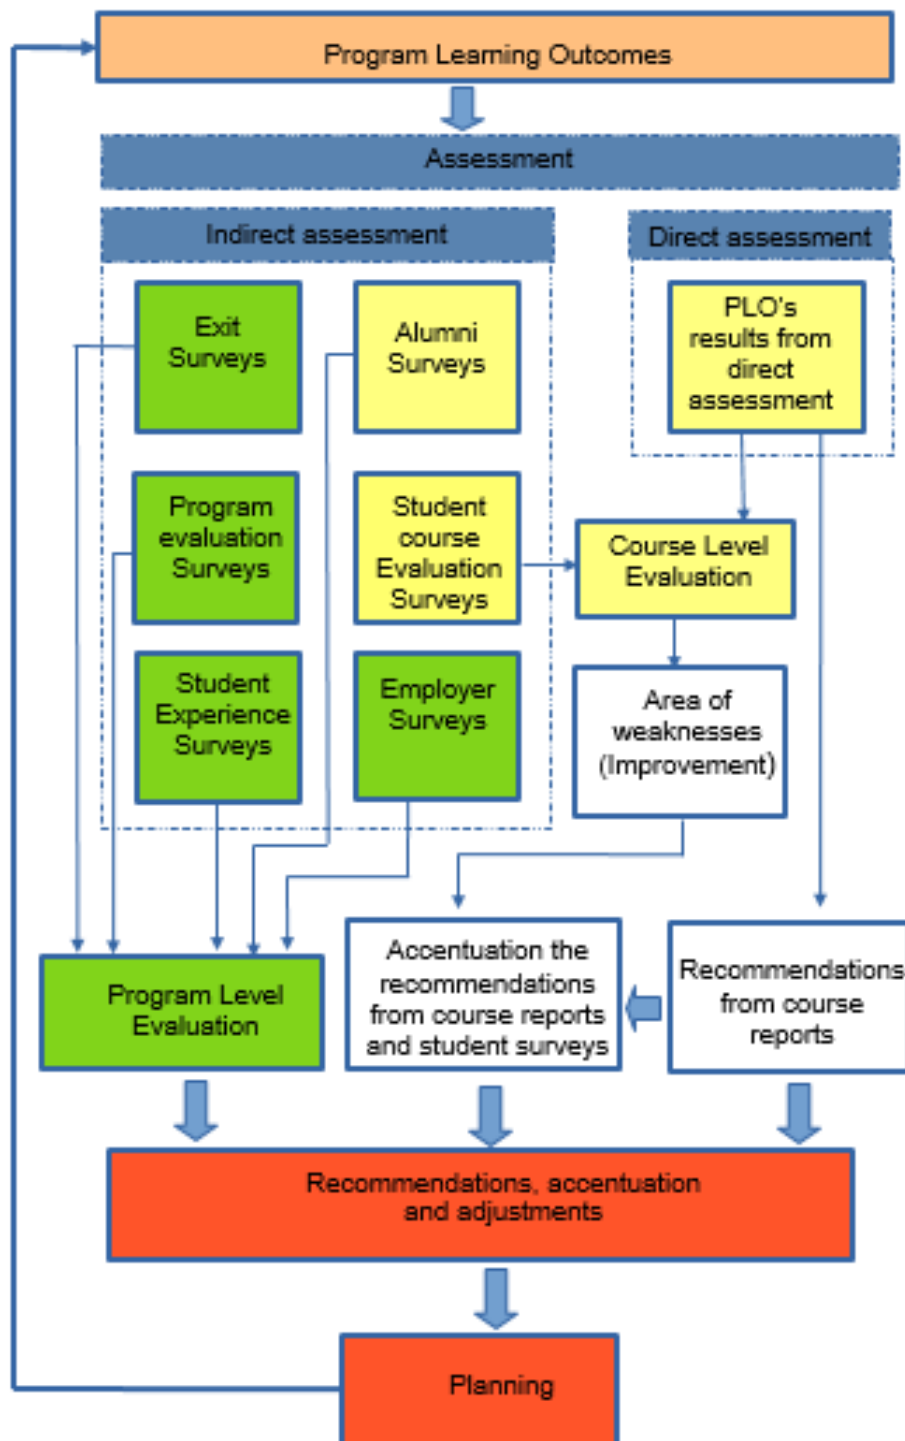 Program Learning Outcomes
Assessment
Indirect assessment
Direct assessment
Exit
Surveys
Alumni
Surveys
PLO's
results from
direct
assessment
Program
evaluation
Surveys
Student
course
Evaluation
Surveys
Course Level
Evaluation
Student
Experience
Surveys
Employer
Surveys
Area of
weaknesses
(Improvement)
Program Level
Evaluation
Accentuation the
recommendations
from course reports
and student surveys
Recommendations
from course
reports
Recommendations, accentuation
and adjustments
Planning